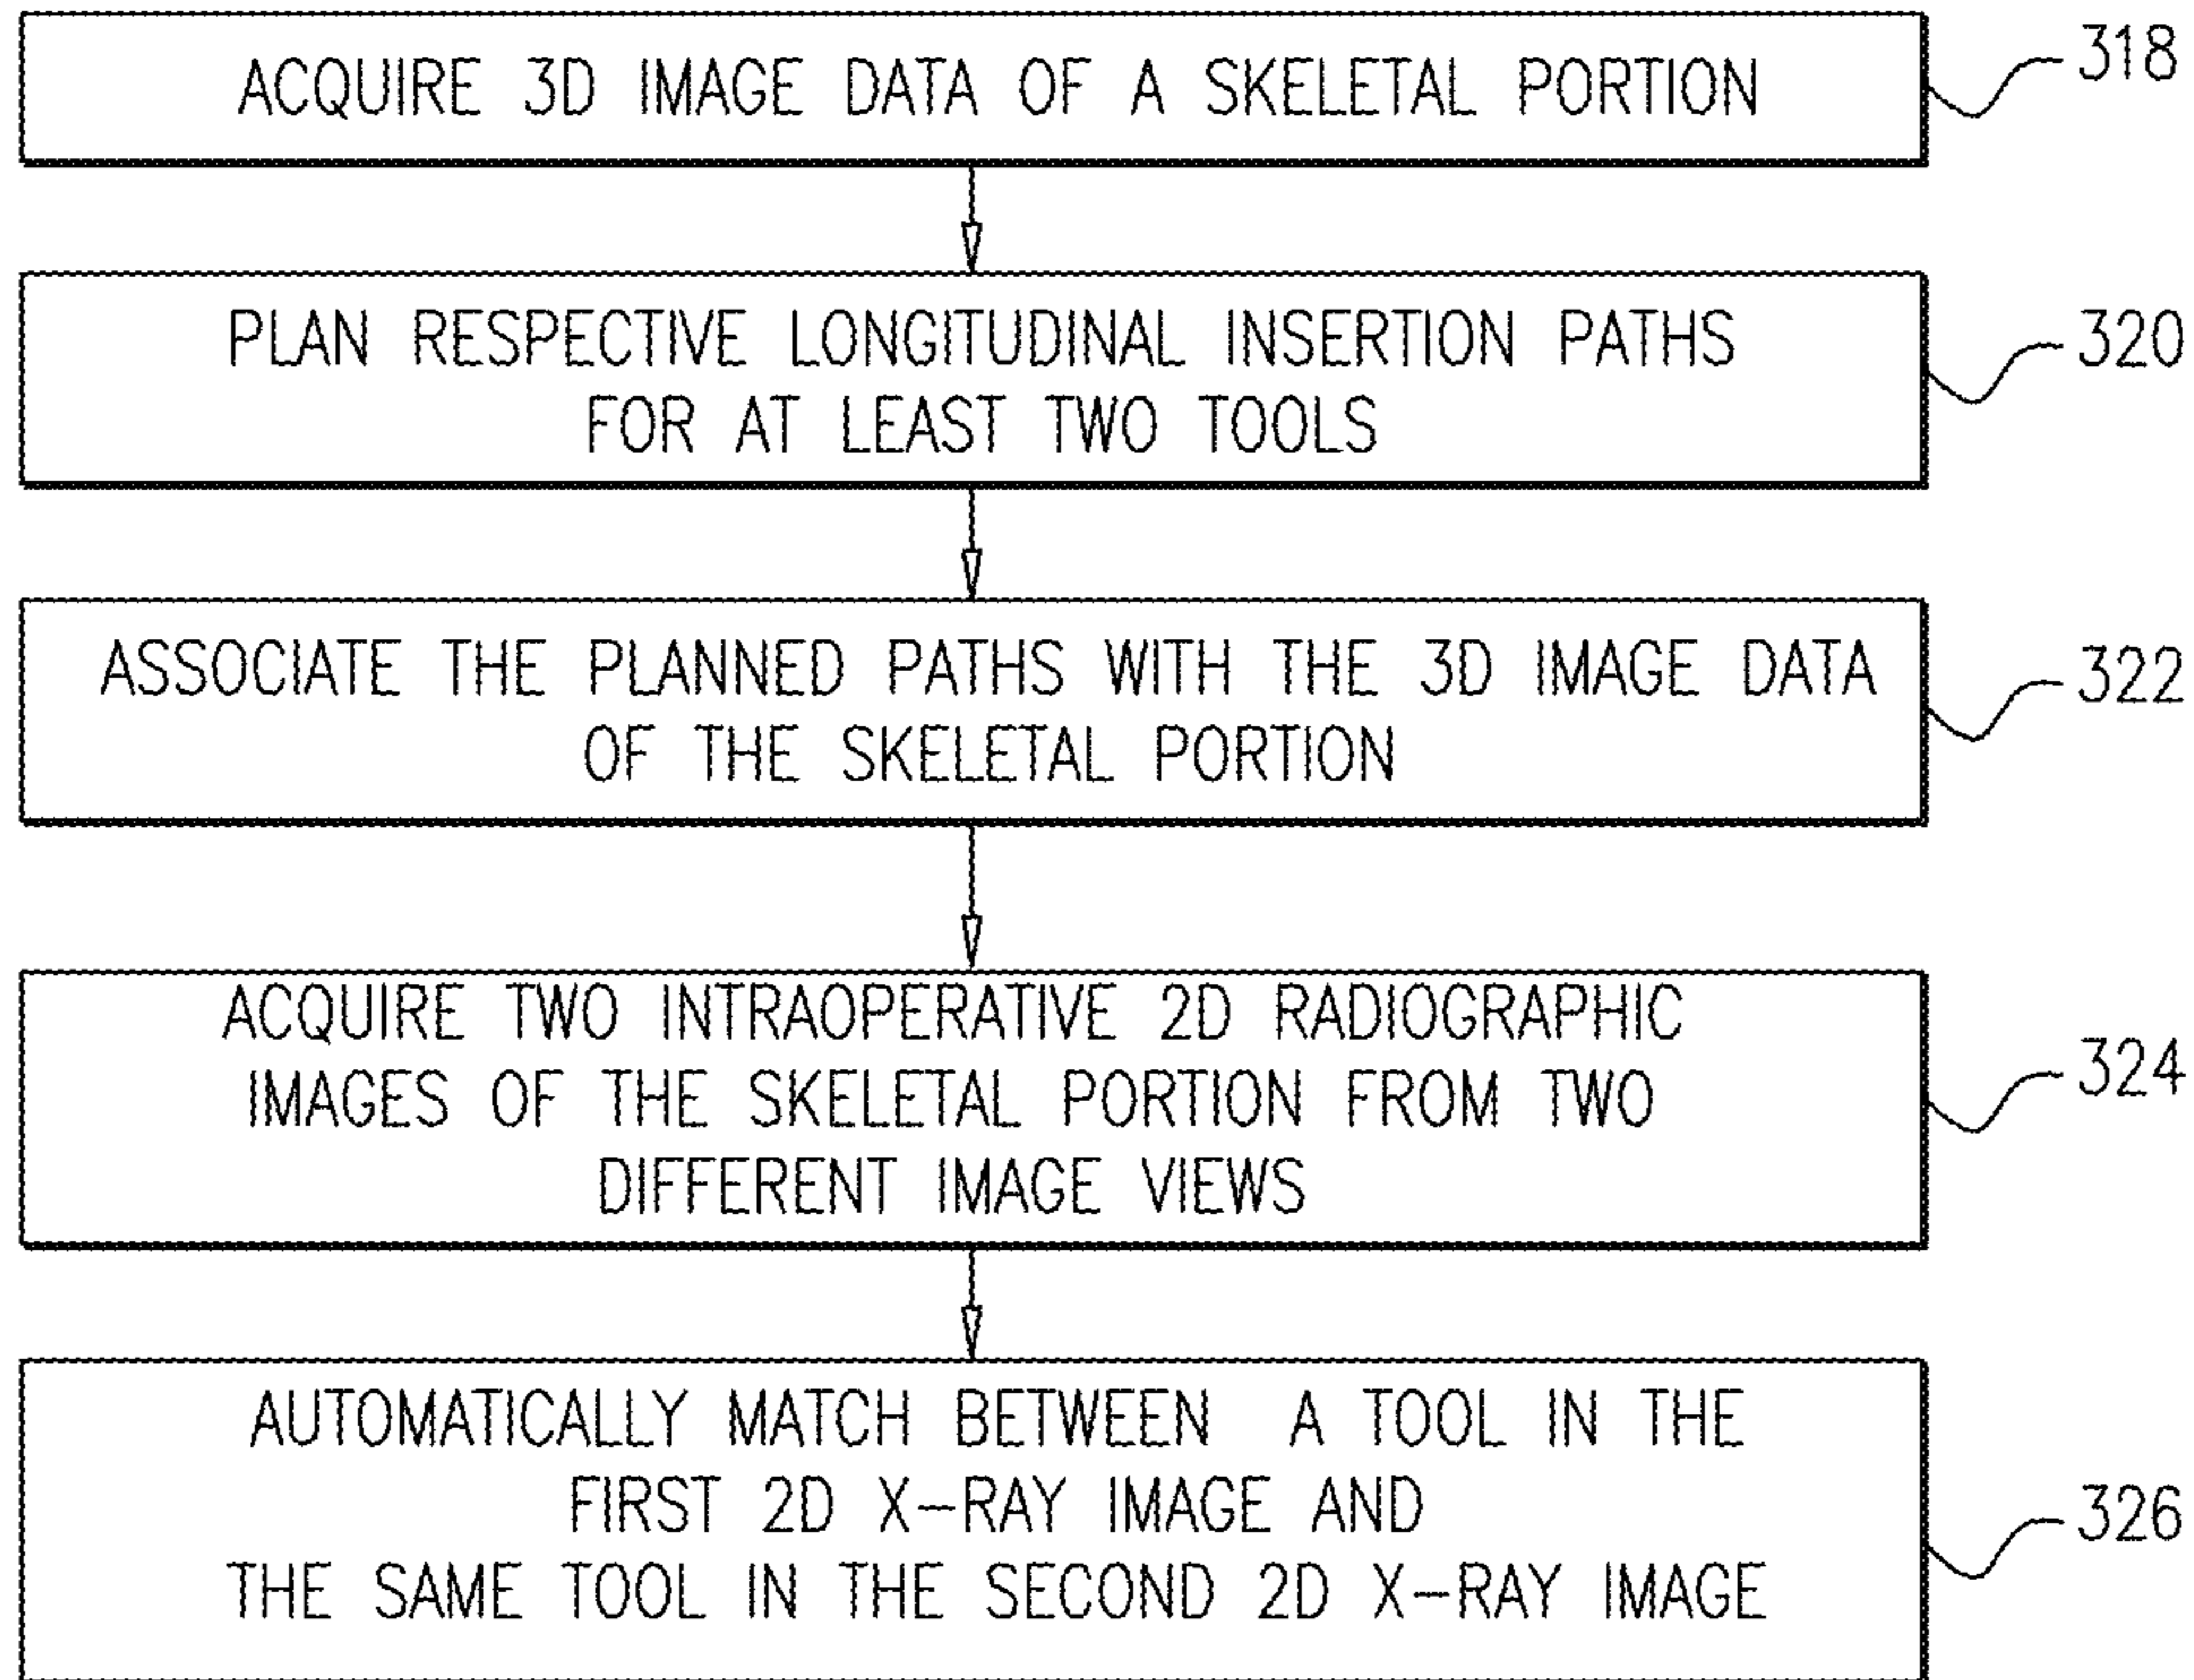 ACQUIRE 3D IMAGE DATA OF A SKELETAL PORTION
318
PLAN RESPECTIVE LONGITUDINAL INSERTION PATHS
FOR AT LEAST TWO TOOLS
320
ASSOCIATE THE PLANNED PATHS WITH THE 3D IMAGE DATA
OF THE SKELETAL PORTION
322
ACQUIRE TWO INTRAOPERATIVE 2D RADIOGRAPHIC
IMAGES OF THE SKELETAL PORTION FROM TWO
DIFFERENT IMAGE VIEWS
324
AUTOMATICALLY MATCH BETWEEN A TOOL IN THE
FIRST 2D X-RAY IMAGE AND
THE SAME TOOL IN THE SECOND 2D X-RAY IMAGE
326